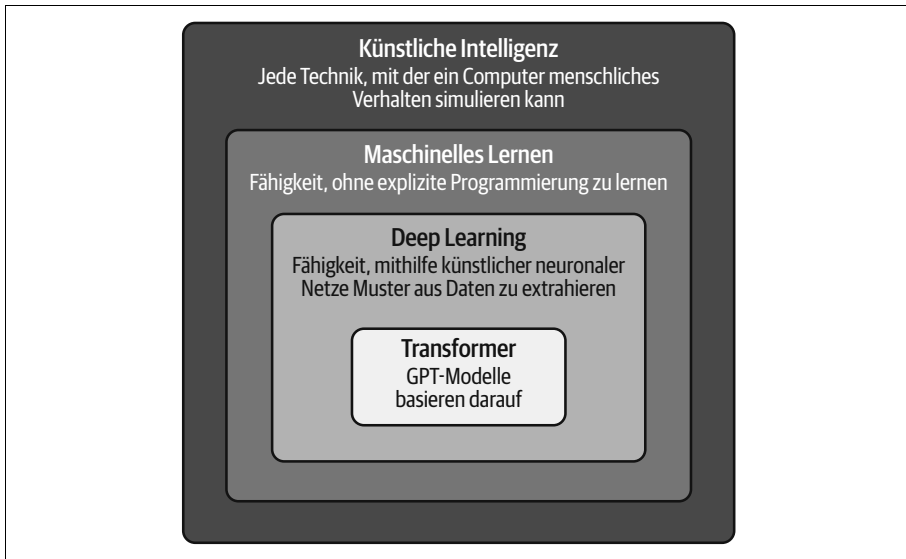 Künstliche Intelligenz
Jede Technik, mit der ein Computer menschliches
Verhalten simulieren kann
Maschinelles Lernen
Fähigkeit, ohne explizite Programmierung zu lernen
Deep Learning
Fähigkeit, mithilfe künstlicher neuronaler
Netze Muster aus Daten zu extrahieren
Transformer
GPT-Modelle
basieren darauf